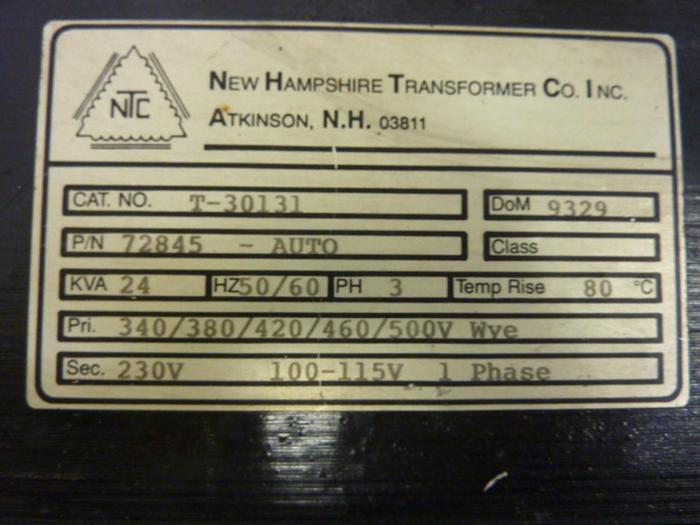 NTC
NEW HAMPSHIRE TRANSFORMER CO. INC.
ATKINSON, N.H. 03811
CAT. NO. T-30131 DOM 9329
P/N 72845 - AUTO Class
KVA 24 HZ 50/60 PH 3 Temp Rise 80 °C
Pri. 340/380/420/460/500V Wye
Sec. 230V 100-115V 1 Phase